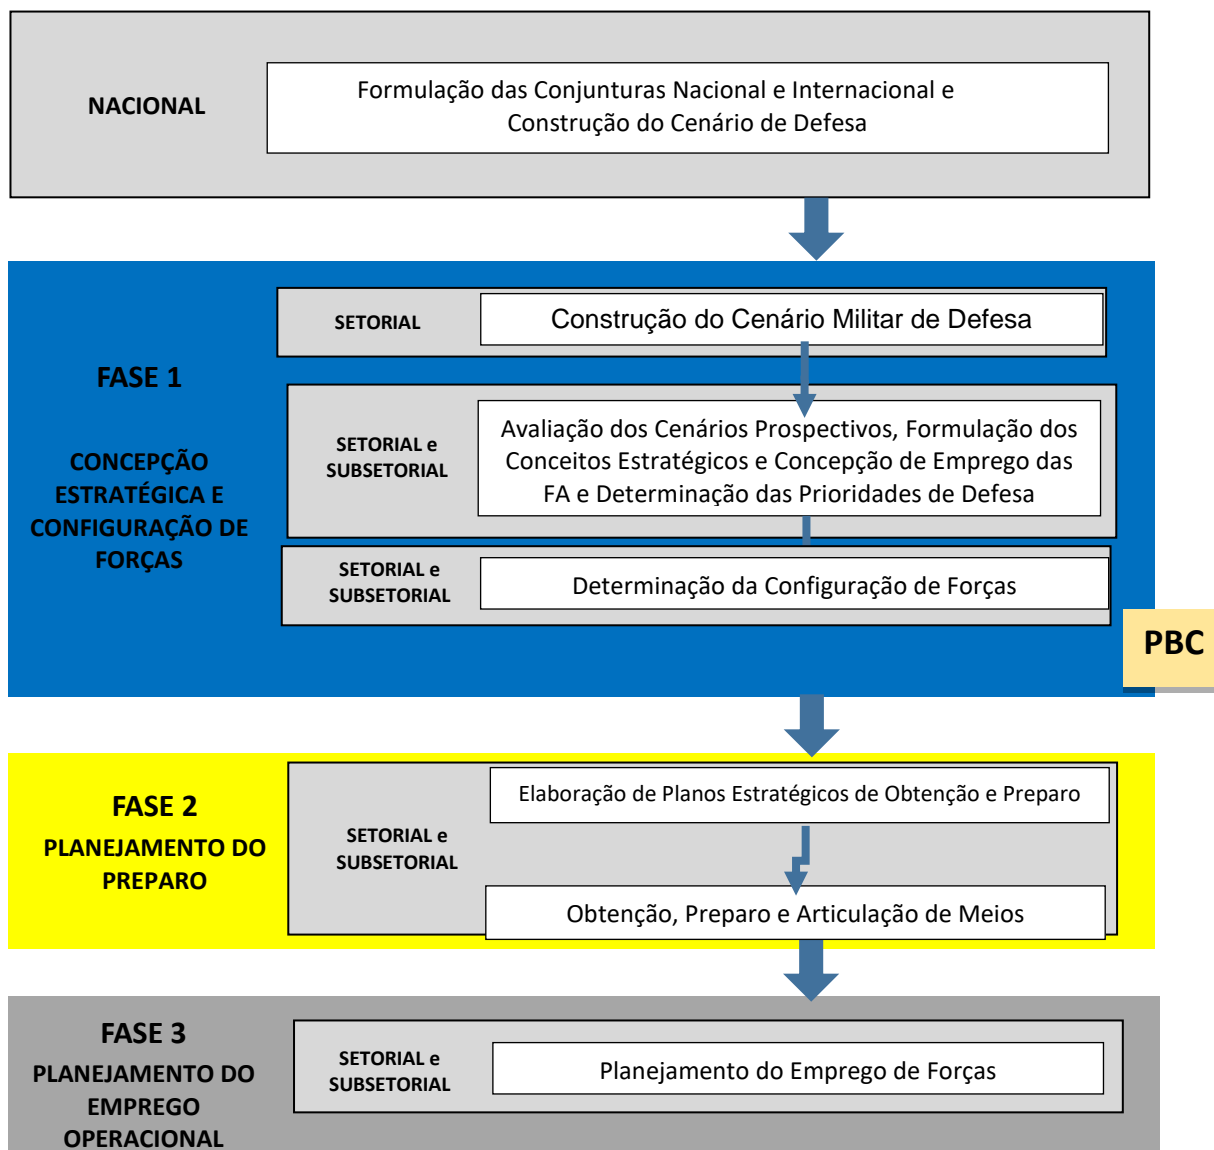 NACIONAL
Formulação das Conjunturas Nacional e Internacional e
Construção do Cenário de Defesa
FASE 1
CONCEPÇÃO
ESTRATÉGICA E
CONFIGURAÇÃO DE
FORÇAS
SETORIAL
Construção do Cenário Militar de Defesa
SETORIAL e
SUBSETORIAL
Avaliação dos Cenários Prospectivos, Formulação dos
Conceitos Estratégicos e Concepção de Emprego das
FA e Determinação das Prioridades de Defesa
SETORIAL e
SUBSETORIAL
Determinação da Configuração de Forças
PBC
FASE 2
PLANEJAMENTO DO
PREPARO
SETORIAL e
SUBSETORIAL
Elaboração de Planos Estratégicos de Obtenção e Preparo
Obtenção, Preparo e Articulação de Meios
FASE 3
PLANEJAMENTO DO
EMPREGO
OPERACIONAL
SETORIAL e
SUBSETORIAL
Planejamento do Emprego de Forças